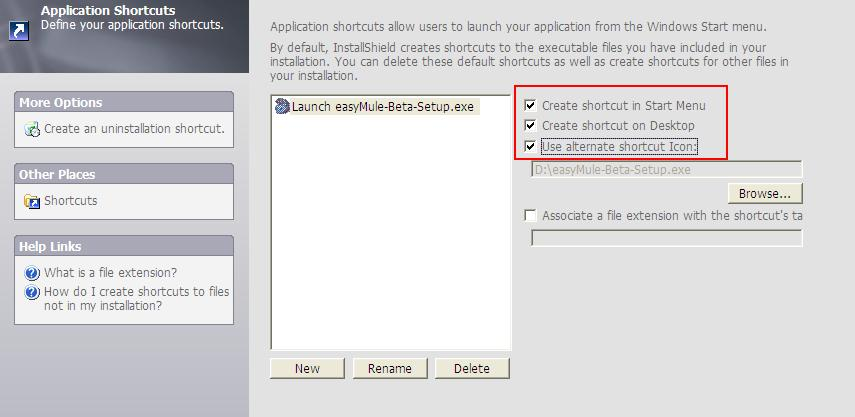 Application Shortcuts
Define your application shortcuts.
More Options
Create an uninstallation shortcut.
Other Places
Shortcuts
Help Links
What is a file extension?
How do I create shortcuts to files
not in my installation?
Application shortcuts allow users to launch your application from the Windows Start menu.
By default, InstallShield creates shortcuts to the executable files you have included in your
installation. You can delete these default shortcuts as well as create shortcuts for other files in
your installation.
Launch easyMule-Beta-Setup.exe
New
Rename
Delete
Create shortcut in Start Menu
Create shortcut on Desktop
Use alternate shortcut Icon:
D:\easyMule-Beta-Setup.exe
Browse...
Associate a file extension with the shortcut's ta